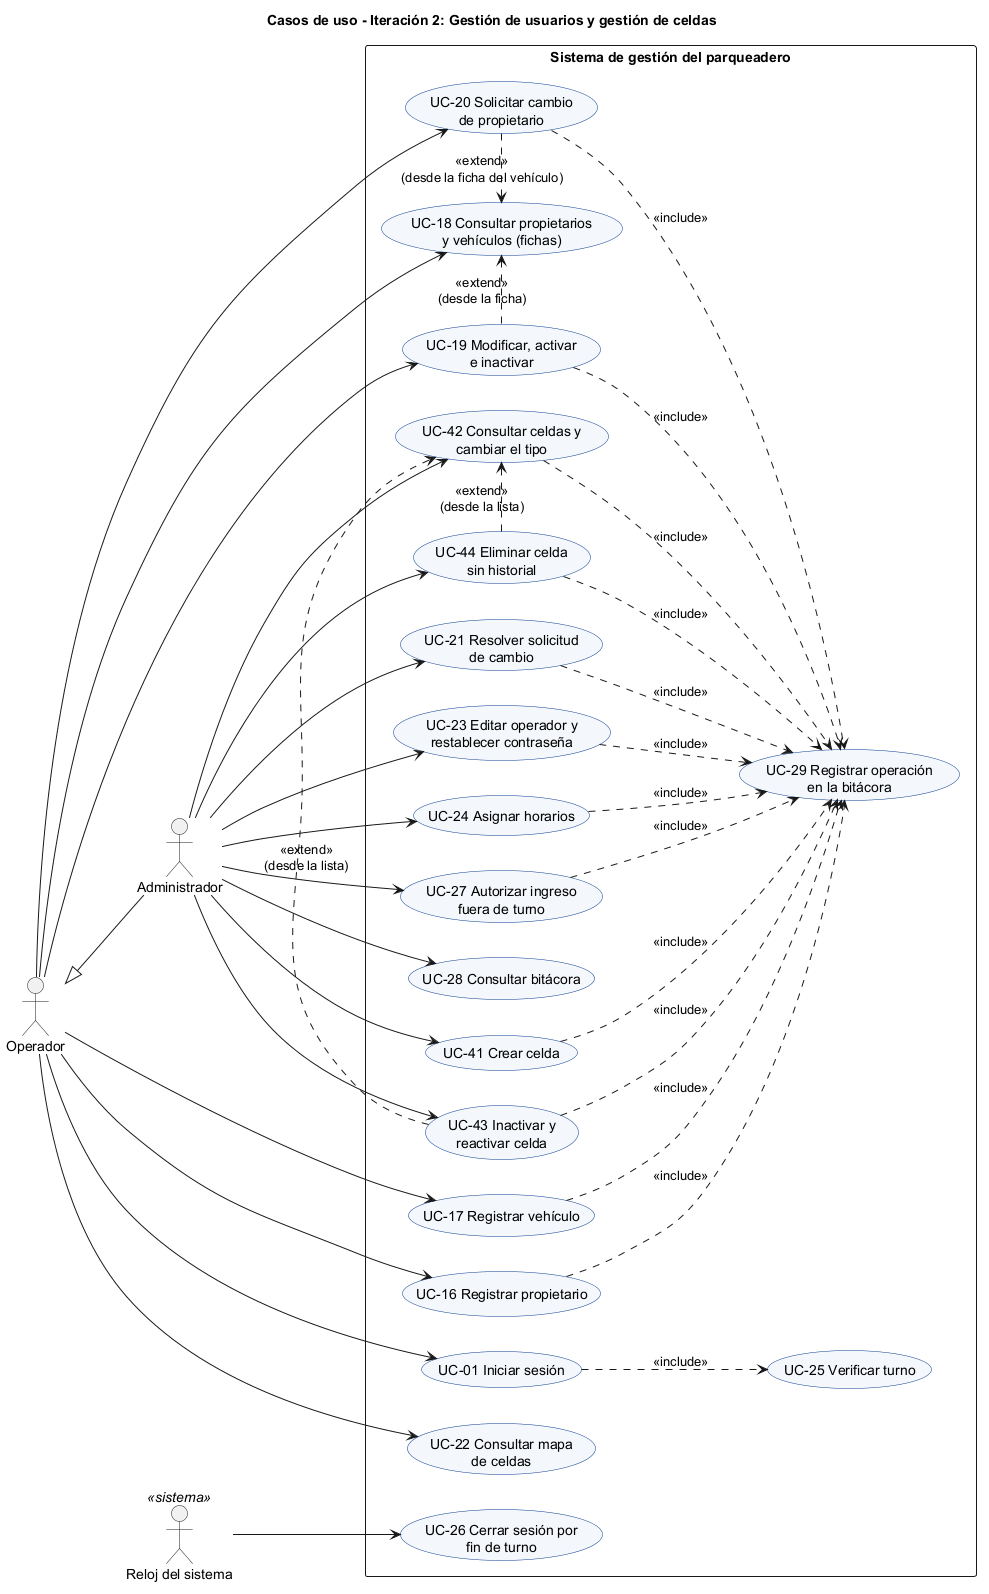 Casos de uso - Iteración 2: Gestión de usuarios y gestión de celdas
Sistema de gestión del parqueadero
UC-20 Solicitar cambio
de propietario
«extend»
(desde la ficha del vehículo)
«include»
UC-18 Consultar propietarios
y vehículos (fichas)
«extend»
(desde la ficha)
UC-19 Modificar, activar
e inactivar
«include»
UC-42 Consultar celdas y
cambiar el tipo
«extend»
(desde la lista)
«include»
UC-44 Eliminar celda
sin historial
«include»
UC-21 Resolver solicitud
de cambio
«include»
UC-23 Editar operador y
restablecer contraseña
«include»
UC-29 Registrar operación
en la bitácora
UC-24 Asignar horarios
«include»
«include»
«extend»
(desde la lista)
Administrador
UC-27 Autorizar ingreso
fuera de turno
UC-28 Consultar bitácora
«include»
Operador
UC-41 Crear celda
«include»
UC-43 Inactivar y
reactivar celda
«include»
UC-17 Registrar vehículo
«include»
UC-16 Registrar propietario
UC-01 Iniciar sesión
«include»
UC-25 Verificar turno
UC-22 Consultar mapa
de celdas
«sistema»
Reloj del sistema
UC-26 Cerrar sesión por
fin de turno